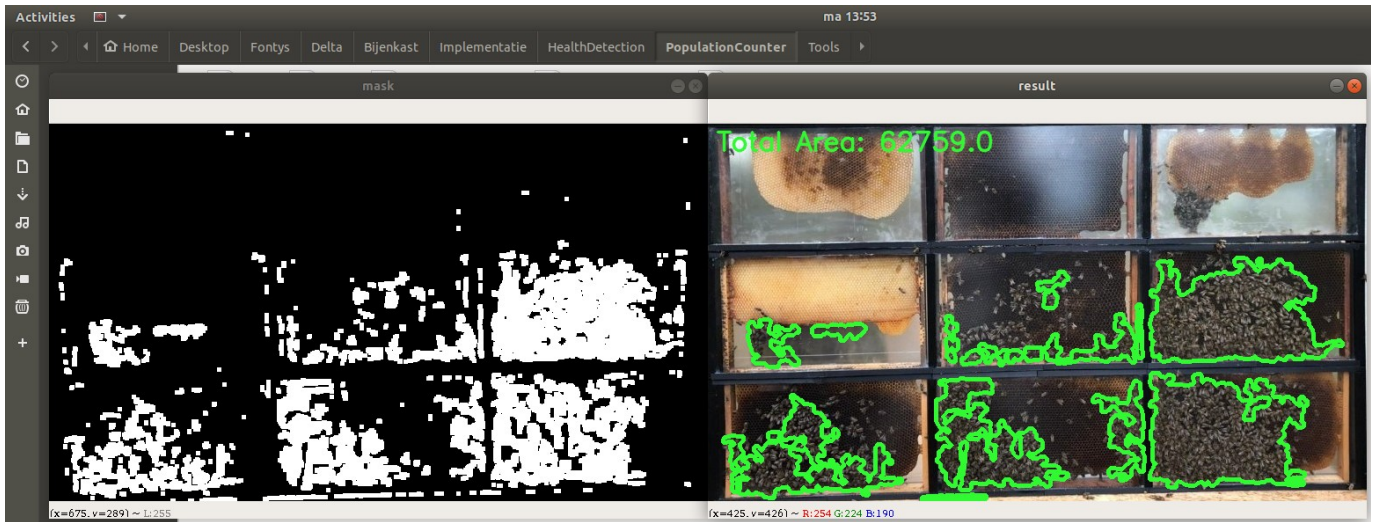 Activities
ma 13:53
Home Desktop Fontys Delta Bijenkast Implementatie HealthDetection PopulationCounter Tools
mask
result
Total Area: 62759.0
(x=675, y=289) ~ L:255
(x=425, y=426) ~ R:254 G:224 B:190